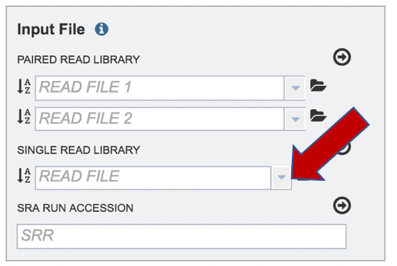 Input File
PAIRED READ LIBRARY
READ FILE 1
READ FILE 2
SINGLE READ LIBRARY
READ FILE
SRA RUN ACCESSION
SRR